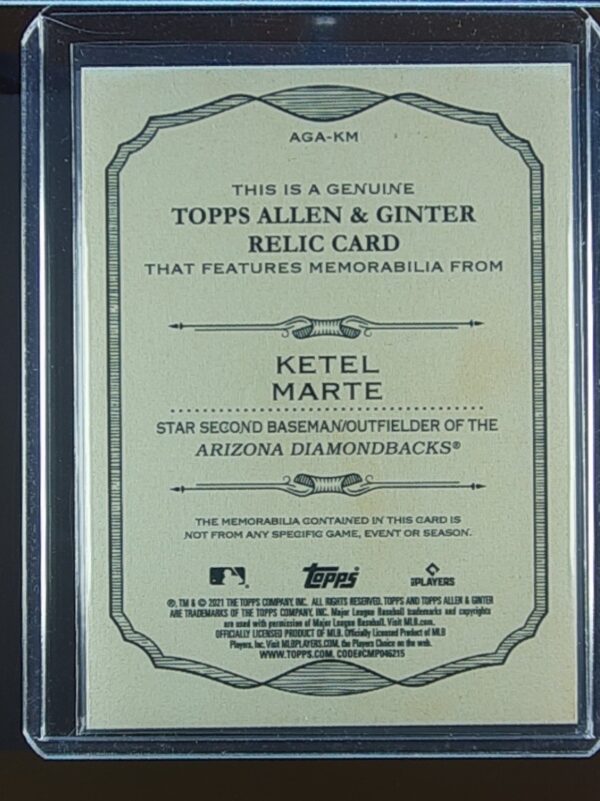 AGA-KM
THIS IS A GENUINE
TOPPS ALLEN & GINTER
RELIC CARD
THAT FEATURES MEMORABILIA FROM
KETEL
MARTE
STAR SECOND BASEMAN/OUTFIELDER OF THE
ARIZONA DIAMONDBACKS®
THE MEMORABILIA CONTAINED IN THIS CARD IS
NOT FROM ANY SPECIFIC GAME, EVENT OR SEASON.
Topps
PLAYERS
®, TM & © 2021 THE TOPPS COMPANY, INC. ALL RIGHTS RESERVED. TOPPS AND TOPPS ALLEN & GINTER
ARE TRADEMARKS OF THE TOPPS COMPANY, INC. Major League Baseball trademarks and copyrights
are used with permission of Major League Baseball. Visit MLB.com.
OFFICIALLY LICENSED PRODUCT OF MLB. Officially Licensed Product of MLB
Players, Inc. Visit MLBPLAYERS.COM, the Players Choice on the web.
WWW.TOPPS.COM. CODE#CMP046215